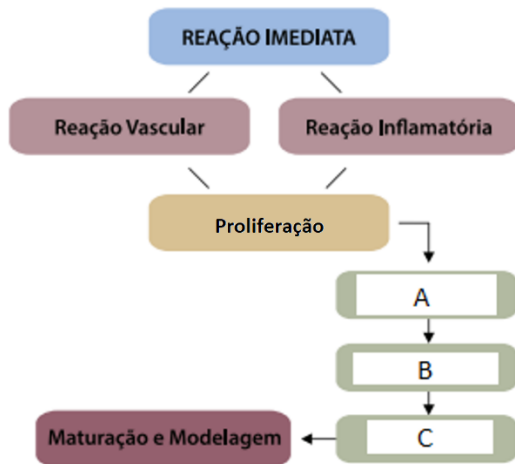 REAÇÃO IMEDIATA
Reação Vascular
Reação Inflamatória
Proliferação
A
B
C
Maturação e Modelagem